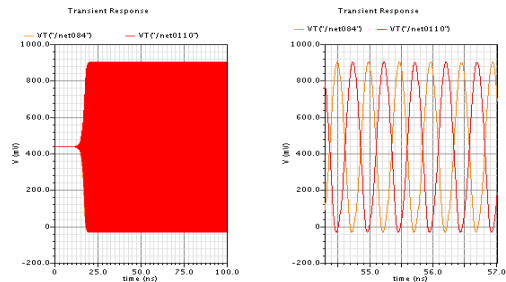 Transient Response
VT("/net084") VT("/net0110")
1000.0
800.0
600.0
400.0
200.0
0
-200.0
V (mV)
0 25.0 50.0 75.0 100.0
time (ns)
Transient Response
VT("/net084") VT("/net0110")
1000.0
800.0
600.0
400.0
200.0
0
-200.0
V (mV)
55.0 56.0 57.0
time (ns)